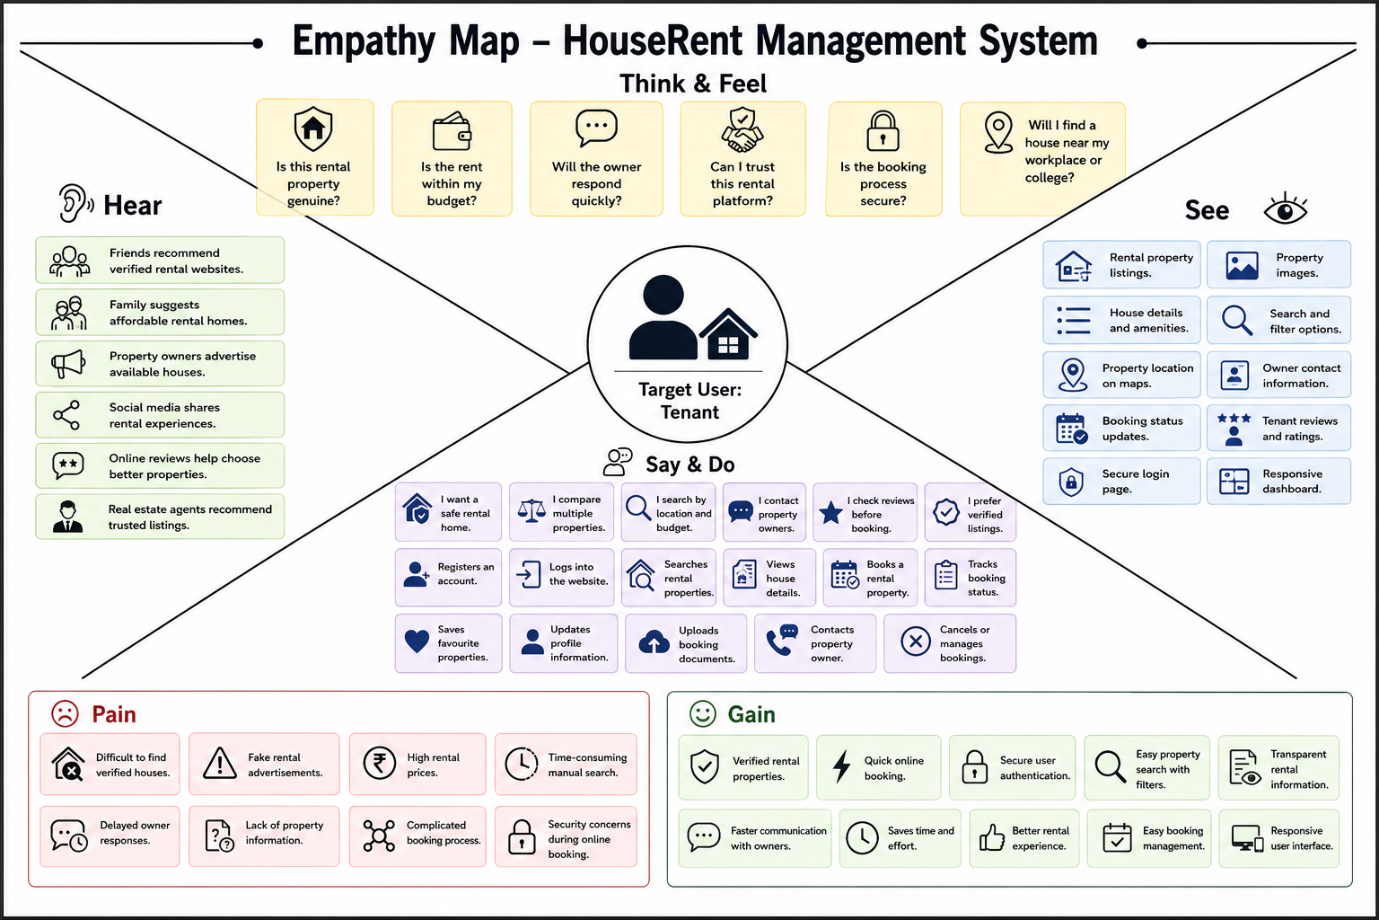 Empathy Map – HouseRent Management System
Think & Feel
Is this rental
property
genuine?
Is the rent
within my
budget?
Will the owner
respond
quickly?
Can I trust
this rental
platform?
Is the booking
process
secure?
Will I find a
house near my
workplace or
college?
Hear
Friends recommend
verified rental websites.
Family suggests
affordable rental homes.
Property owners advertise
available houses.
Social media shares
rental experiences.
Online reviews help choose
better properties.
Real estate agents recommend
trusted listings.
Target User:
Tenant
See
Rental property
listings.
Property
images.
House details
and amenities.
Search and
filter options.
Property location
on maps.
Owner contact
information.
Booking status
updates.
Tenant reviews
and ratings.
Secure login
page.
Responsive
dashboard.
Say & Do
I want a
safe rental
home.
I compare
multiple
properties.
I search by
location and
budget.
I contact
property
owners.
I check reviews
before
booking.
I prefer
verified
listings.
Registers an
account.
Logs into
the website.
Searches
rental
properties.
Views
house
details.
Books a
rental
property.
Tracks
booking
status.
Saves
favourite
properties.
Updates
profile
information.
Uploads
booking
documents.
Contacts
property
owner.
Cancels or
manages
bookings.
Pain
Difficult to find
verified houses.
Fake rental
advertisements.
High rental
prices.
Time-consuming
manual search.
Delayed owner
responses.
Lack of property
information.
Complicated
booking process.
Security concerns
during online
booking.
Gain
Verified rental
properties.
Quick online
booking.
Secure user
authentication.
Easy property
search with
filters.
Transparent
rental
information.
Faster communication
with owners.
Saves time and
effort.
Better rental
experience.
Easy booking
management.
Responsive
user interface.